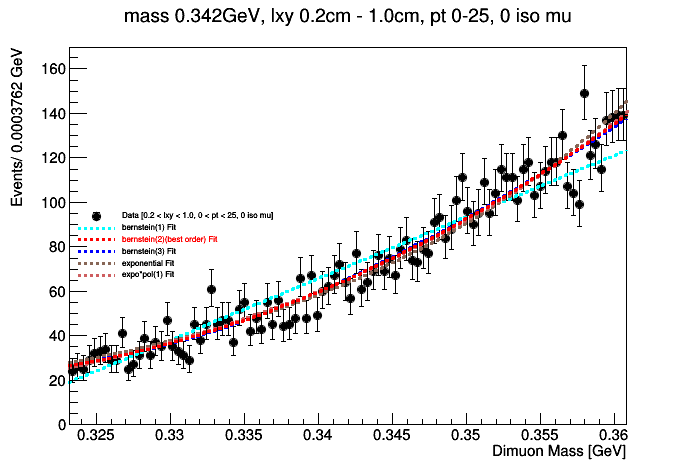 mass 0.342GeV, lxy 0.2cm - 1.0cm, pt 0-25, 0 iso mu
Events/ 0.0003762 GeV
160
140
120
100
80
60
40
20
0
Data [0.2 < lxy < 1.0, 0 < pt < 25, 0 iso mu]
bernstein(1) Fit
bernstein(2)(best order) Fit
bernstein(3) Fit
exponential Fit
expo*pol(1) Fit
0.325 0.33 0.335 0.34 0.345 0.35 0.355 0.36
Dimuon Mass [GeV]